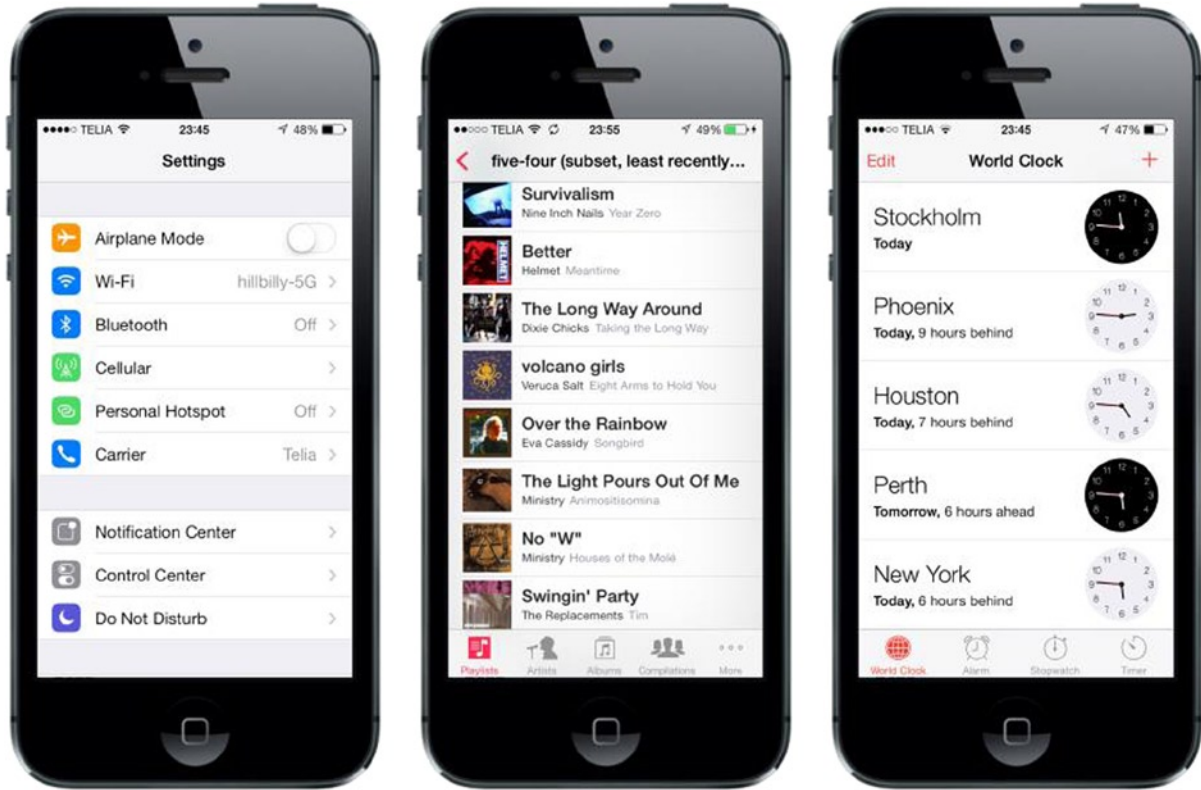 TELIA 23:45 48%
Settings
Airplane Mode
Wi-Fi hillbilly-5G
Bluetooth Off
Cellular
Personal Hotspot Off
Carrier Telia
Notification Center
Control Center
Do Not Disturb
TELIA 23:55 49%
five-four (subset, least recently...
Survivalism
Nine Inch Nails Year Zero
Better
Helmet Meantime
The Long Way Around
Dixie Chicks Taking the Long Way
volcano girls
Veruca Salt Eight Arms to Hold You
Over the Rainbow
Eva Cassidy Songbird
The Light Pours Out Of Me
Ministry Animositisomina
No "W"
Ministry Houses of the Molé
Swingin' Party
The Replacements Tim
Playlists Artists Albums Compilations More
TELIA 23:45 47%
Edit World Clock +
Stockholm
Today
Phoenix
Today, 9 hours behind
Houston
Today, 7 hours behind
Perth
Tomorrow, 6 hours ahead
New York
Today, 6 hours behind
World Clock Alarm Stopwatch Timer